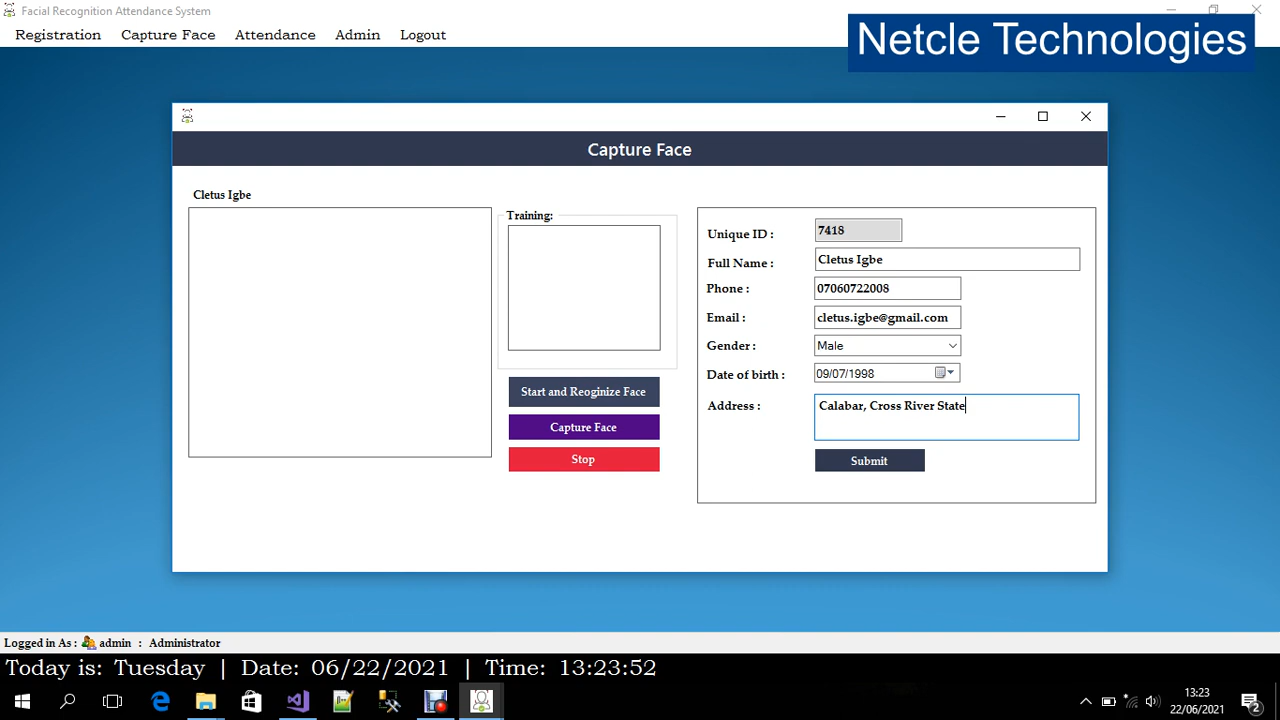 Facial Recognition Attendance System
Registration Capture Face Attendance Admin Logout
Netcle Technologies
Capture Face
Cletus Igbe
Training:
Start and Reoginize Face
Capture Face
Stop
Unique ID : 7418
Full Name : Cletus Igbe
Phone : 07060722008
Email : cletus.igbe@gmail.com
Gender : Male
Date of birth : 09/07/1998
Address : Calabar, Cross River State
Submit
Logged in As : admin : Administrator
Today is: Tuesday | Date: 06/22/2021 | Time: 13:23:52
13:23
22/06/2021
2